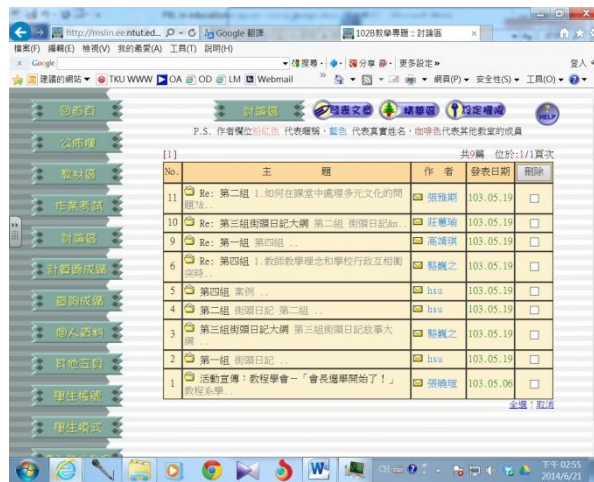 http://mslin.ee.ntut.ed...
Google 翻譯
102B教學專題 :: 討論區
檔案(F) 編輯(E) 檢視(V) 我的最愛(A) 工具(T) 說明(H)
Google
搜尋 分享 更多設定 » 登入
建議的網站 TKU WWW OA OD LM Webmail
網頁(P) 安全性(S) 工具(O)
回首頁
公布欄
教材區
作業考試
討論區
計算總成績
查詢成績
個人資料
其他互頁
學生帳號
學生模式
討論區 發表文章 精華區 設定權限 HELP
P.S. 作者欄位粉紅色 代表暱稱，藍色 代表真實姓名，咖啡色代表其他教室的成員
[1] 共9篇 位於:1/1頁次
No. 主 題 作 者 發表日期 刪除
11 Re: 第二組 1.如何在課堂中處理多元文化的問題?&.. 張雅期 103.05.19
10 Re: 第三組街頭日記大綱 第二組 街頭日記&n.. 莊蕙瑜 103.05.19
9 Re: 第一組 第四組 .. 高靖琪 103.05.19
6 Re: 第四組 1.教師教學理念和學校行政互相衝突時.. 駱巍之 103.05.19
5 第四組 案例 .. hsu 103.05.19
4 第二組 街頭日記 第二組 .. hsu 103.05.19
3 第三組街頭日記大綱 第三組街頭日記故事大綱 .. 駱巍之 103.05.19
2 第一組 街頭日記 .. hsu 103.05.19
1 活動宣傳：教程學會－「會長選舉開始了！」 教程系學.. 張曉瑄 103.05.06
全選 | 取消
CH
下午 02:55
2014/6/21